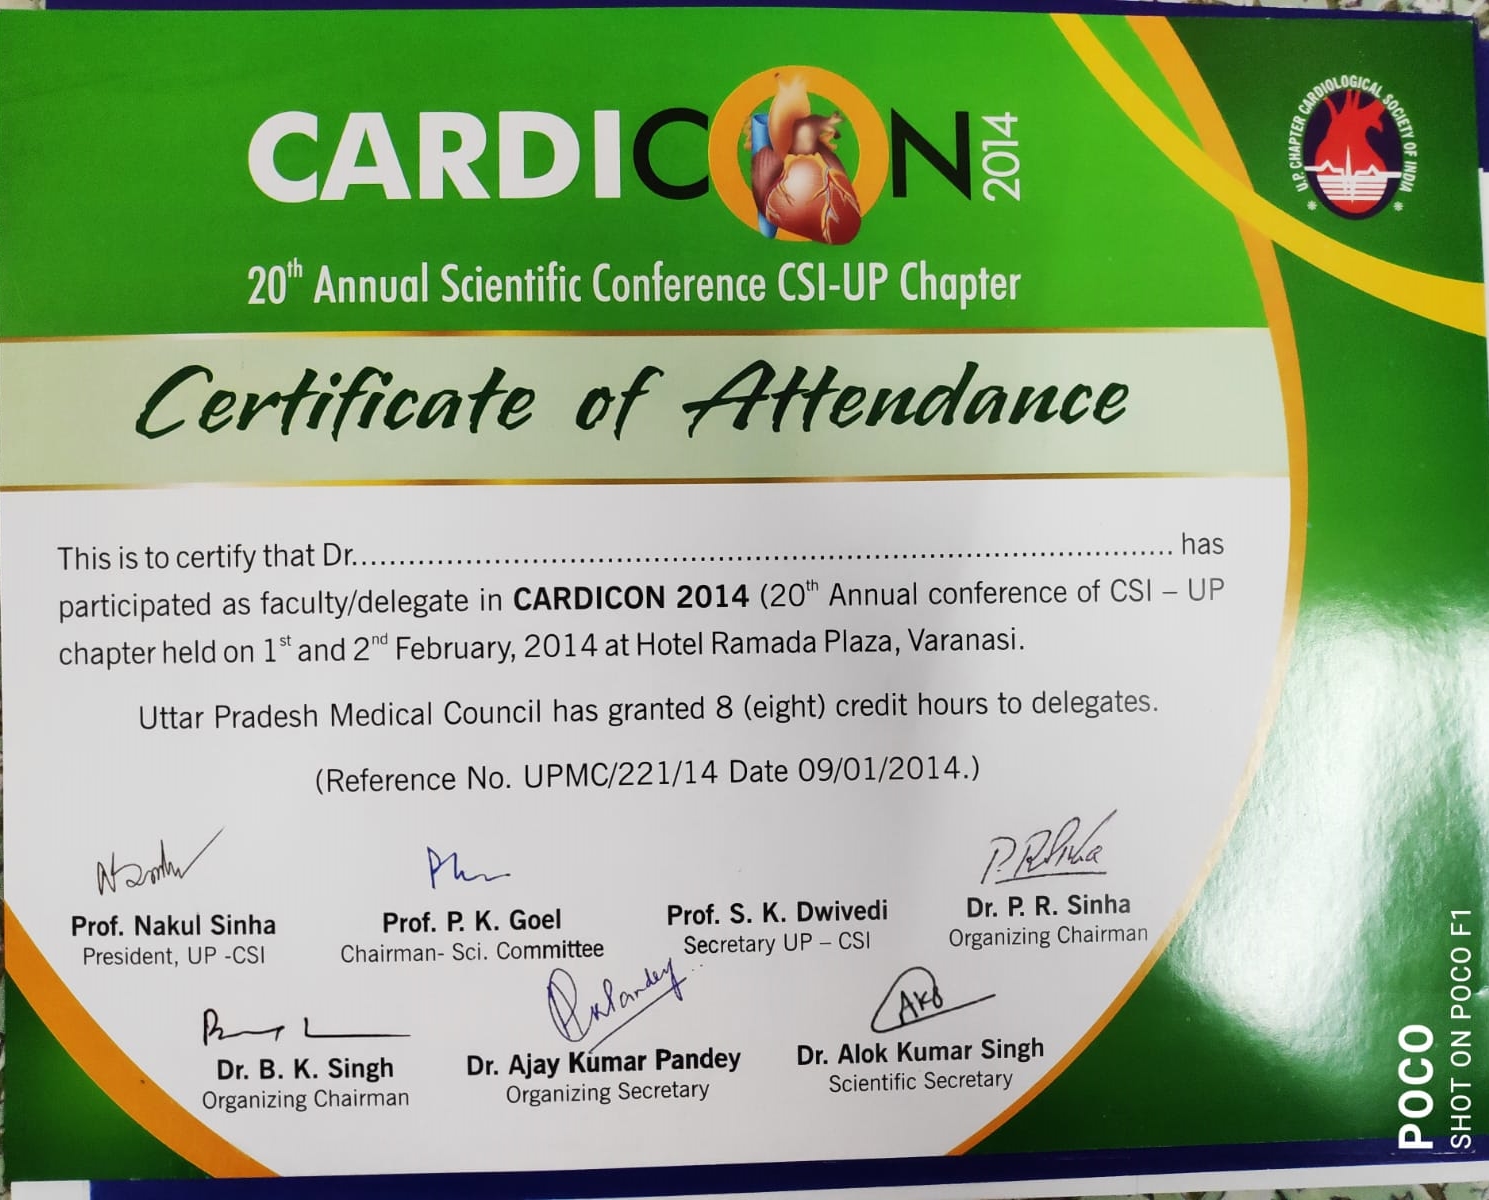 CARDICON 2014
U.P. CHAPTER CARDIOLOGICAL SOCIETY OF INDIA
20th Annual Scientific Conference CSI-UP Chapter
Certificate of Attendance
This is to certify that Dr........................................................................................... has
participated as faculty/delegate in CARDICON 2014 (20th Annual conference of CSI – UP
chapter held on 1st and 2nd February, 2014 at Hotel Ramada Plaza, Varanasi.
Uttar Pradesh Medical Council has granted 8 (eight) credit hours to delegates.
(Reference No. UPMC/221/14 Date 09/01/2014.)
P. R. Sinha
Prof. Nakul Sinha
President, UP -CSI
Prof. P. K. Goel
Chairman- Sci. Committee
Prof. S. K. Dwivedi
Secretary UP – CSI
Dr. P. R. Sinha
Organizing Chairman
Dr. B. K. Singh
Organizing Chairman
Dr. Ajay Kumar Pandey
Organizing Secretary
Dr. Alok Kumar Singh
Scientific Secretary
POCO
SHOT ON POCO F1